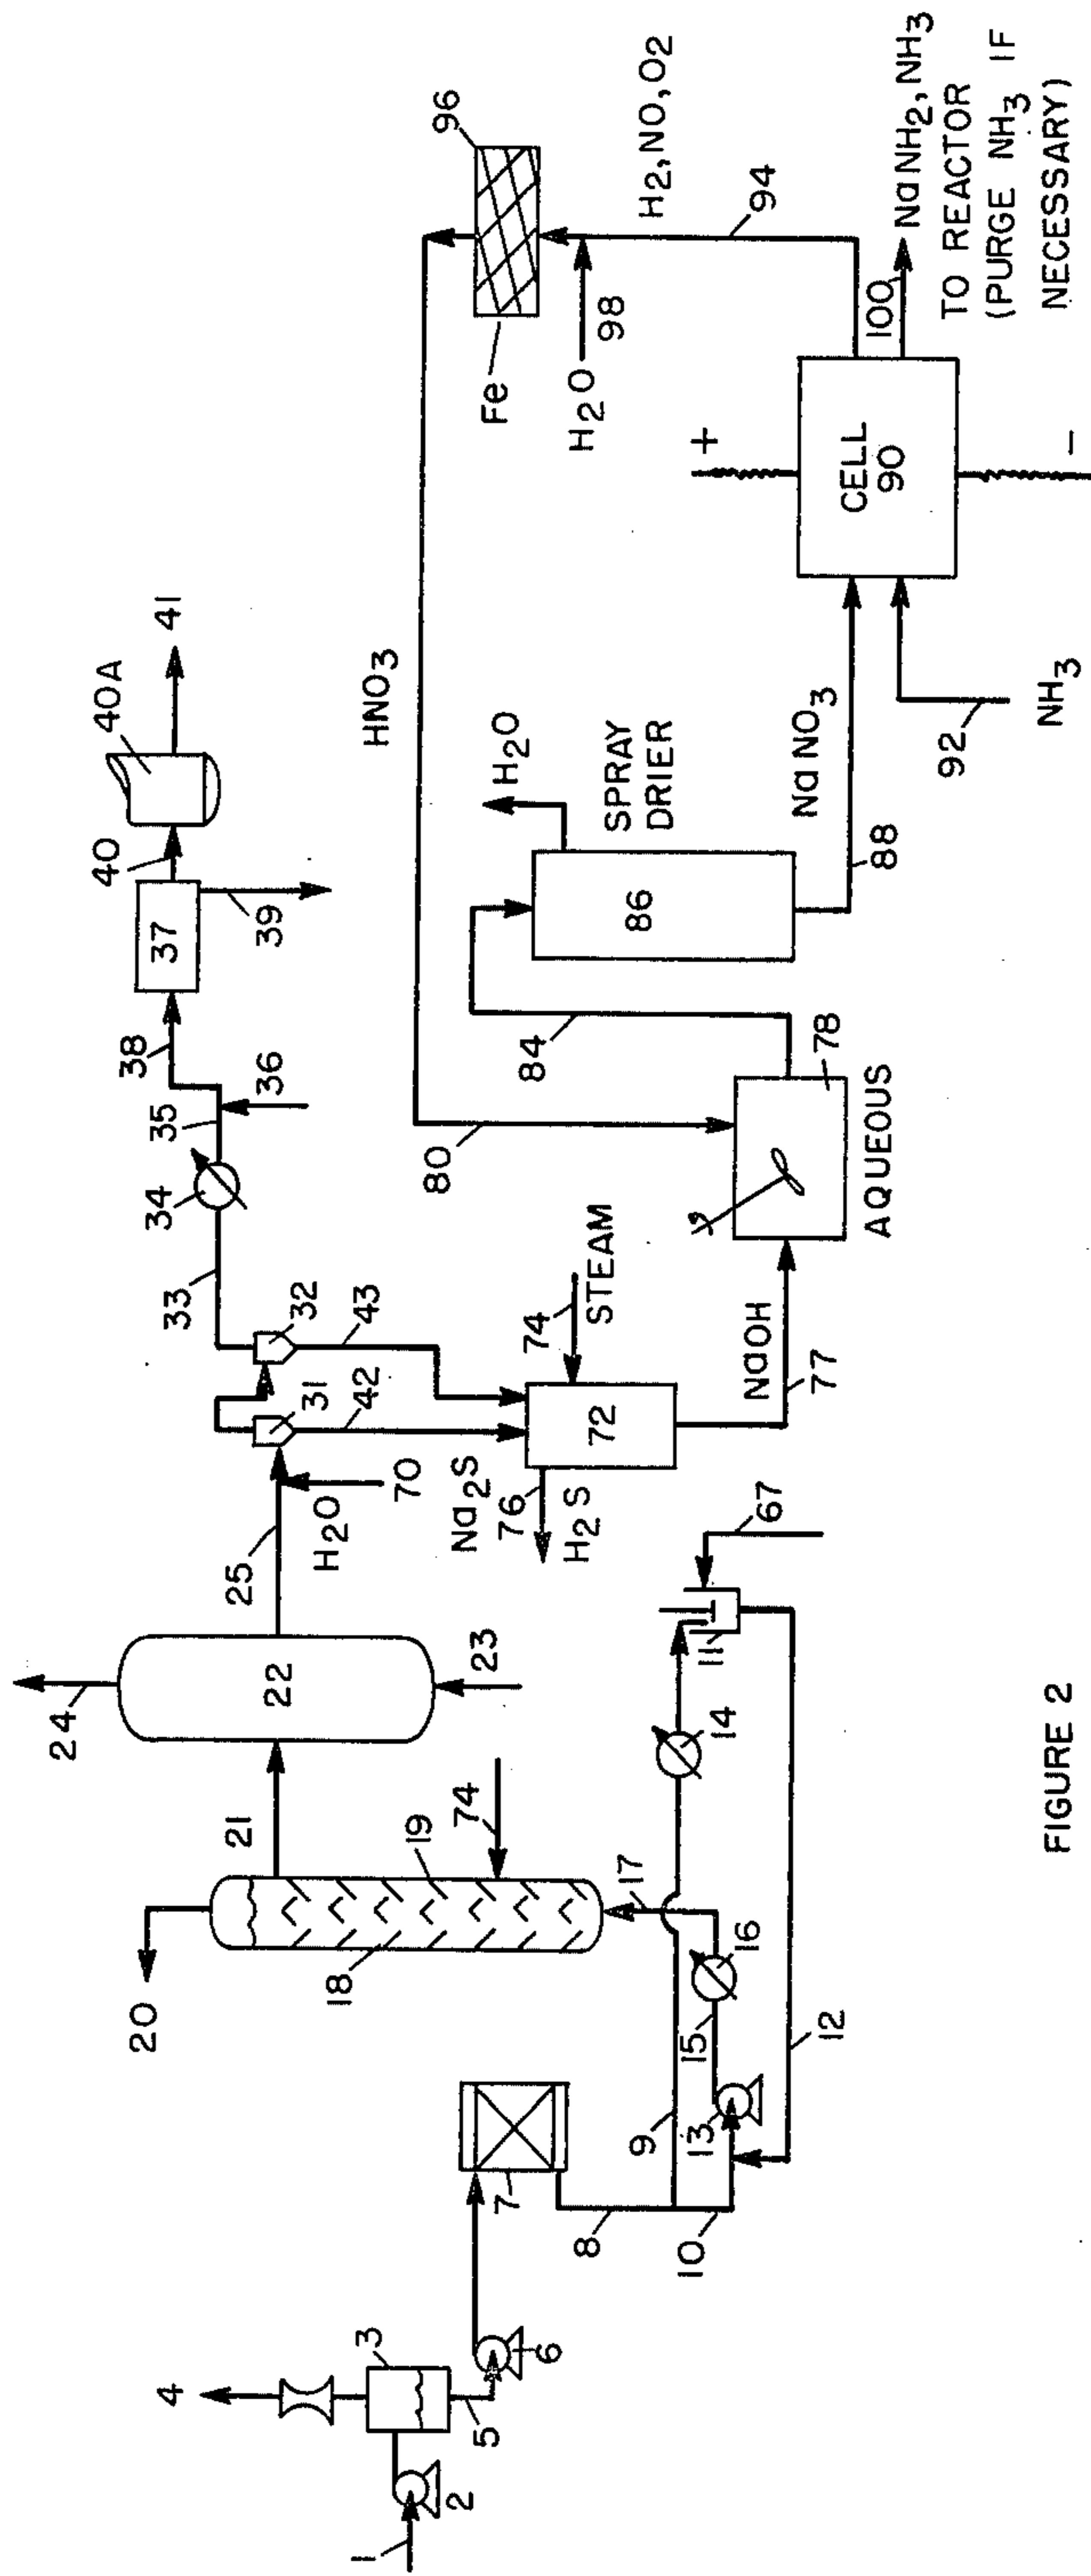 1
2
3
4
5
6
7
8
9
10
11
12
13
14
15
16
17
18
19
20
21
22
23
24
25
H2O
70
31
32
33
34
35
36
37
38
39
40
40A
41
42
43
Na2S
72
74
STEAM
76
H2S
74
67
NaOH
77
78
AQUEOUS
80
HNO3
84
86
SPRAY
DRIER
H2O
NaNO3
88
CELL
90
+
-
92
NH3
94
H2, NO, O2
96
Fe
H2O
98
100
NaNH2, NH3
TO REACTOR
(PURGE NH3 IF
NECESSARY)
FIGURE 2